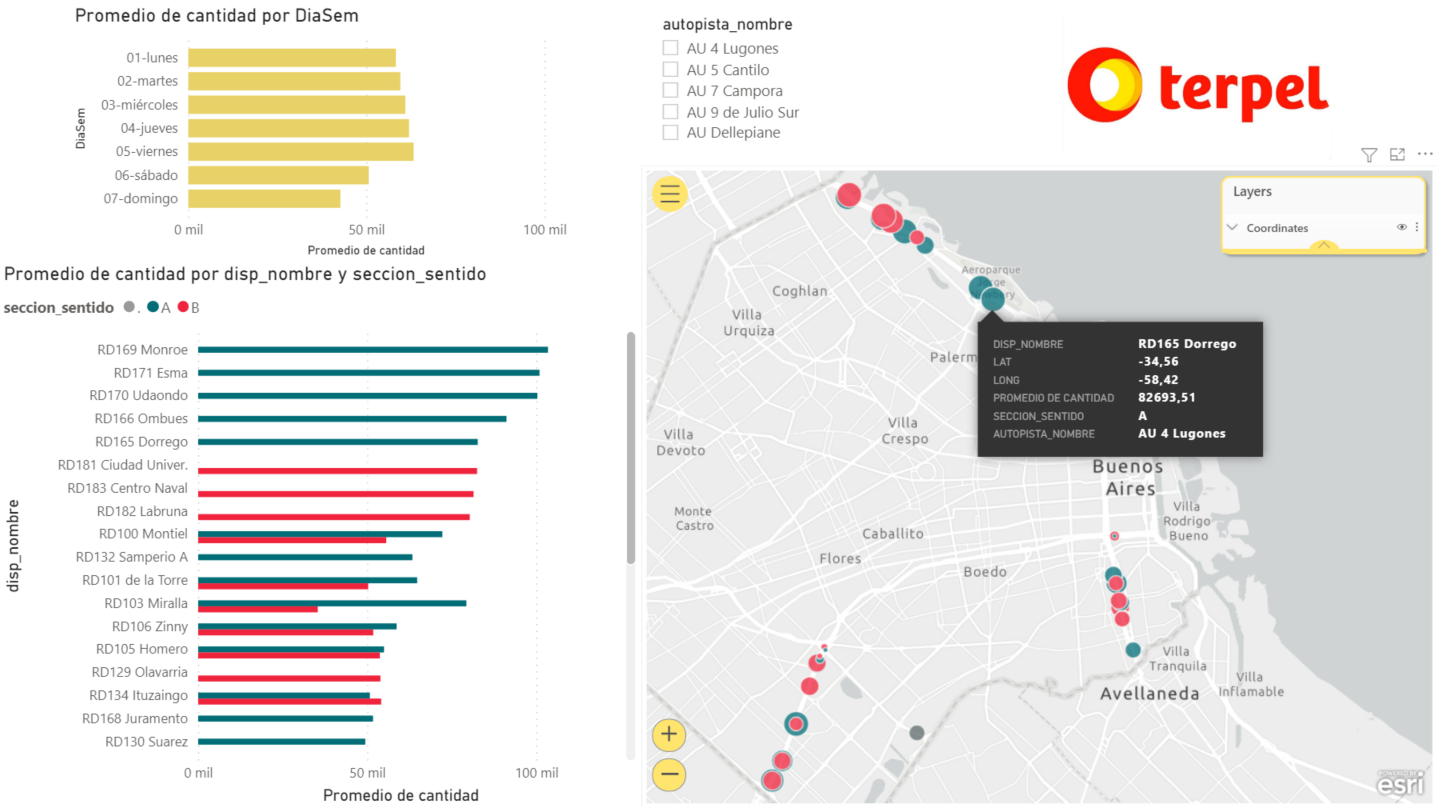 Promedio de cantidad por DiaSem
DiaSem
01-lunes
02-martes
03-miércoles
04-jueves
05-viernes
06-sábado
07-domingo
0 mil 50 mil 100 mil
Promedio de cantidad
Promedio de cantidad por disp_nombre y seccion_sentido
seccion_sentido . A B
disp_nombre
RD169 Monroe
RD171 Esma
RD170 Udaondo
RD166 Ombues
RD165 Dorrego
RD181 Ciudad Univer.
RD183 Centro Naval
RD182 Labruna
RD100 Montiel
RD132 Samperio A
RD101 de la Torre
RD103 Miralla
RD106 Zinny
RD105 Homero
RD129 Olavarria
RD134 Ituzaingo
RD168 Juramento
RD130 Suarez
0 mil 50 mil 100 mil
Promedio de cantidad
autopista_nombre
AU 4 Lugones
AU 5 Cantilo
AU 7 Campora
AU 9 de Julio Sur
AU Dellepiane
terpel
Layers
Coordinates
Aeroparque
Jorge
Coghlan
Villa
Urquiza
Palerm
DISP_NOMBRE RD165 Dorrego
LAT -34,56
LONG -58,42
PROMEDIO DE CANTIDAD 82693,51
SECCION_SENTIDO A
AUTOPISTA_NOMBRE AU 4 Lugones
Villa
Crespo
Villa
Devoto
Buenos
Aires
Monte
Castro
Villa
Rodrigo
Bueno
Caballito
Flores
Boedo
Villa
Tranquila
Villa
Inflamable
Avellaneda
POWERED BY
esri